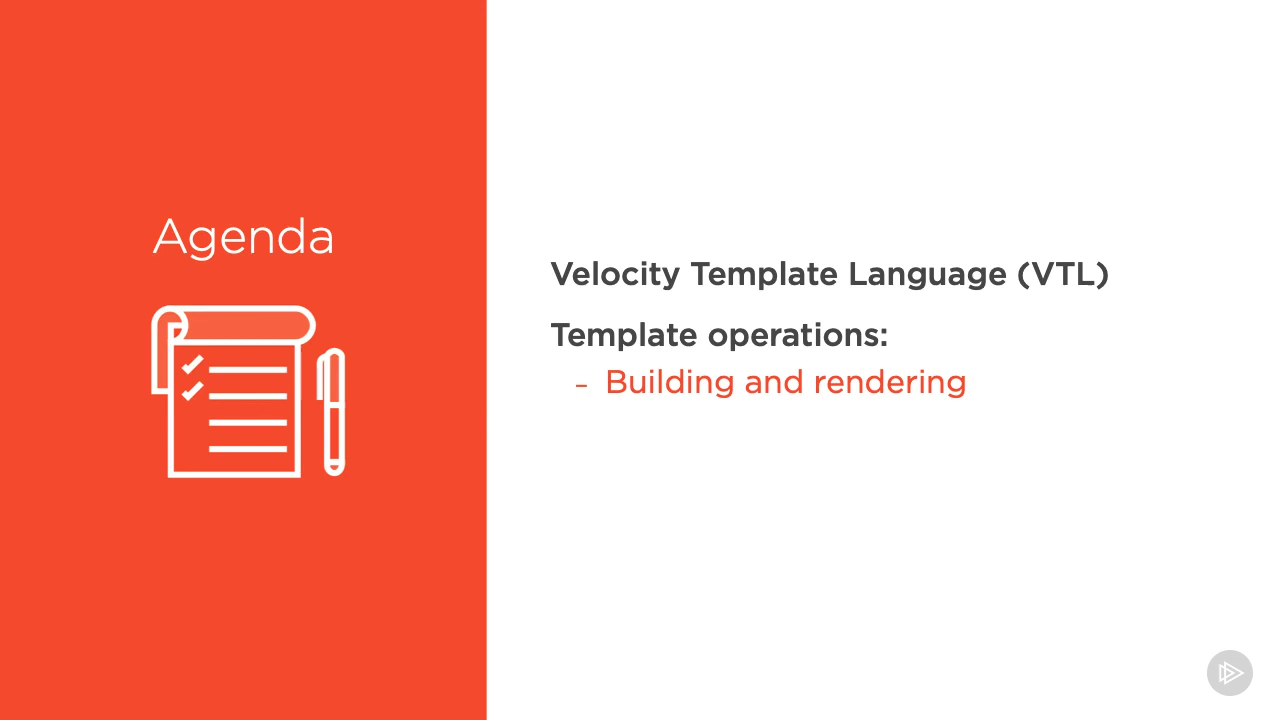 Agenda
Velocity Template Language (VTL)
Template operations:
- Building and rendering